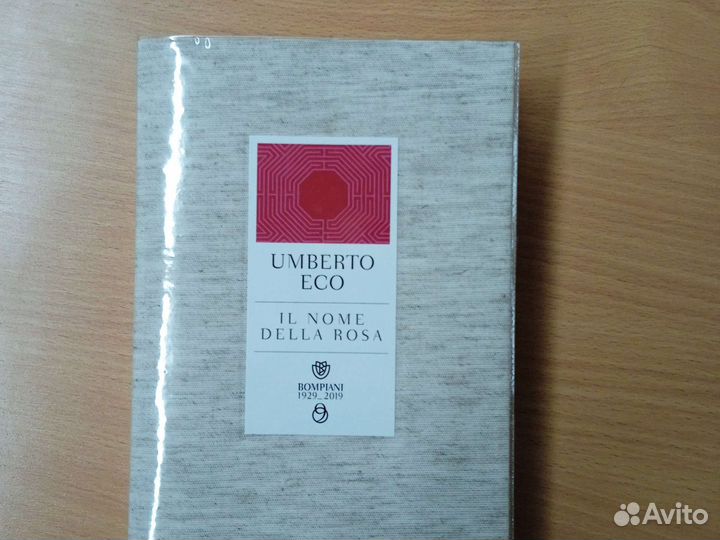 UMBERTO
ECO
IL NOME
DELLA ROSA
BOMPIANI
1929_2019
Avito